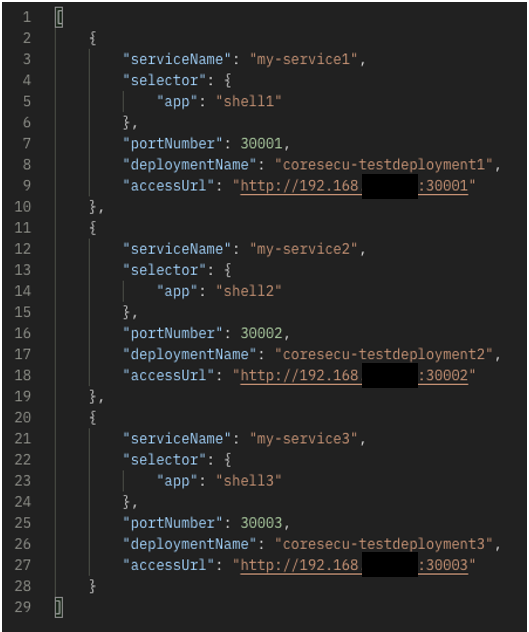 1 [
2 {
3 "serviceName": "my-service1",
4 "selector": {
5 "app": "shell1"
6 },
7 "portNumber": 30001,
8 "deploymentName": "coresecu-testdeployment1",
9 "accessUrl": "http://192.168 :30001"
10 },
11 {
12 "serviceName": "my-service2",
13 "selector": {
14 "app": "shell2"
15 },
16 "portNumber": 30002,
17 "deploymentName": "coresecu-testdeployment2",
18 "accessUrl": "http://192.168 :30002"
19 },
20 {
21 "serviceName": "my-service3",
22 "selector": {
23 "app": "shell3"
24 },
25 "portNumber": 30003,
26 "deploymentName": "coresecu-testdeployment3",
27 "accessUrl": "http://192.168 :30003"
28 }
29 ]